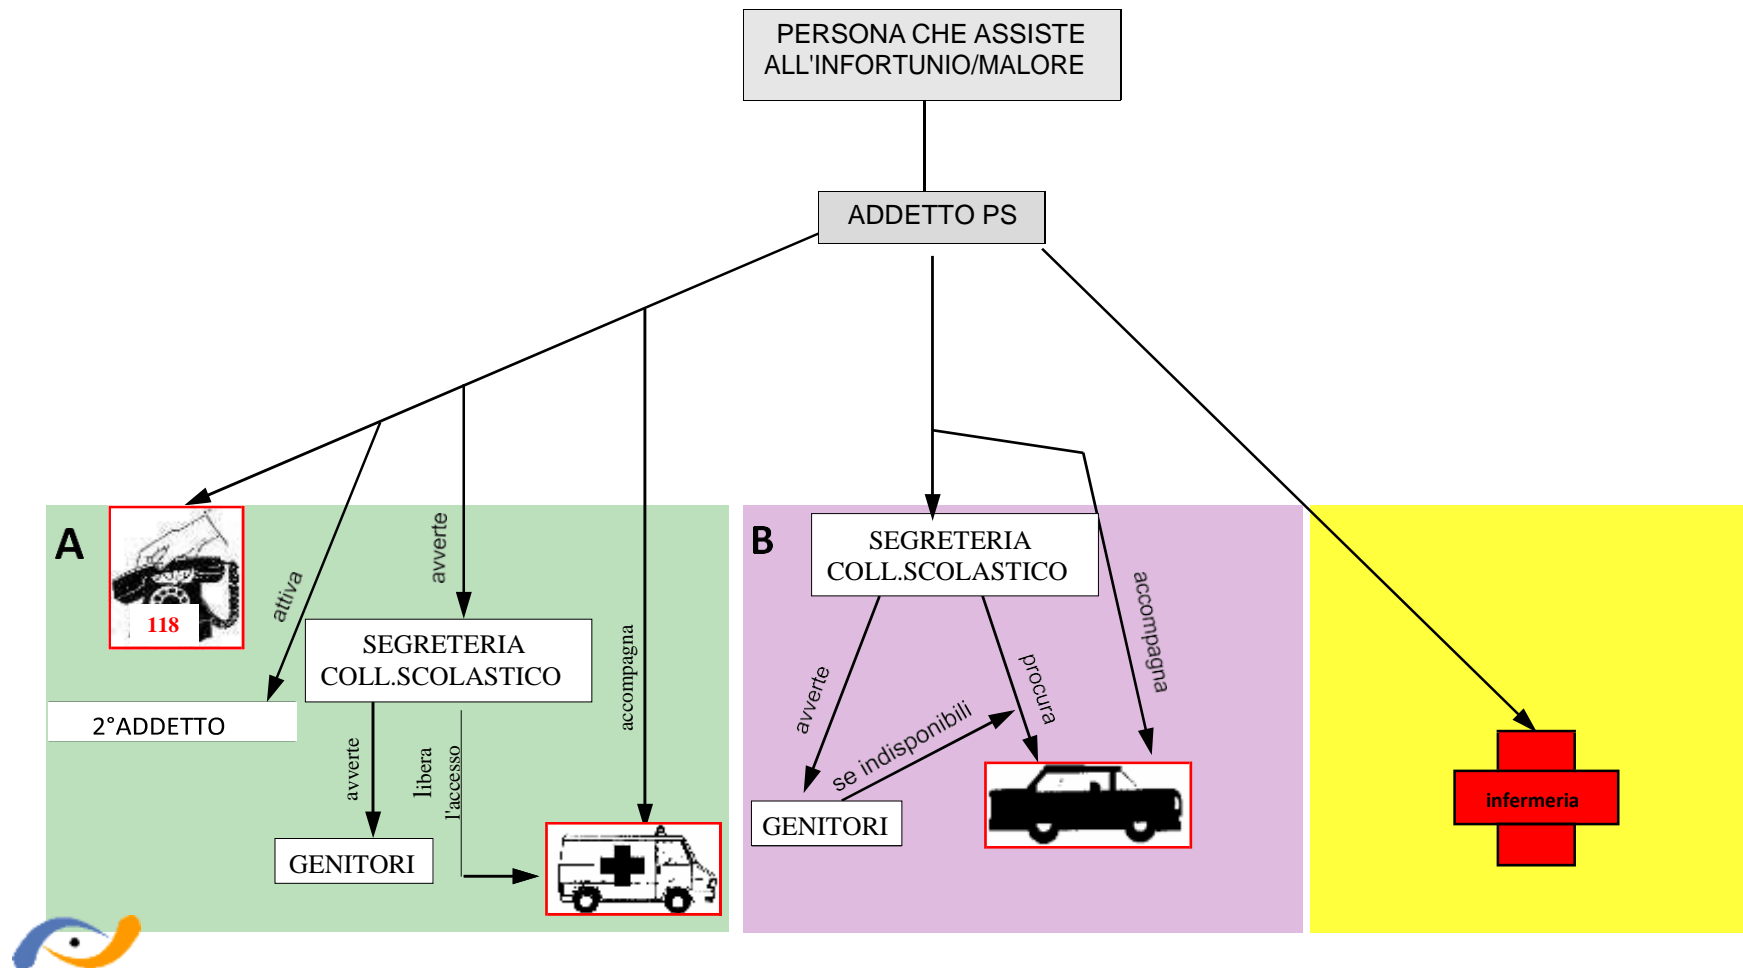 PERSONA CHE ASSISTE
ALL'INFORTUNIO/MALORE
ADDETTO PS
A
118
attiva
avverte
2°ADDETTO
SEGRETERIA
COLL.SCOLASTICO
accompagna
avverte
libera
l'accesso
GENITORI
B
SEGRETERIA
COLL.SCOLASTICO
accompagna
avverte
procura
se indisponibili
GENITORI
infermeria